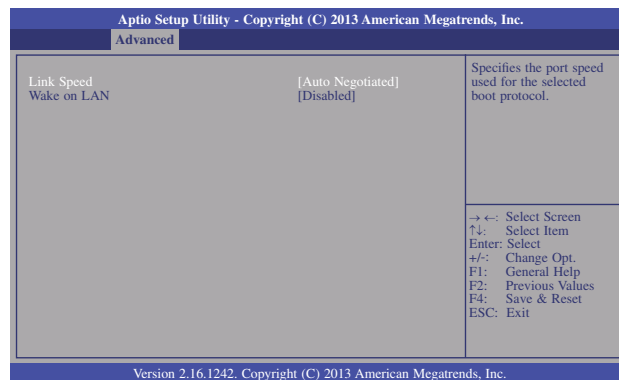 Aptio Setup Utility - Copyright (C) 2013 American Megatrends, Inc.
Advanced
Link Speed [Auto Negotiated]
Wake on LAN [Disabled]
Specifies the port speed
used for the selected
boot protocol.
→ ←: Select Screen
↑↓: Select Item
Enter: Select
+/-: Change Opt.
F1: General Help
F2: Previous Values
F4: Save & Reset
ESC: Exit
Version 2.16.1242. Copyright (C) 2013 American Megatrends, Inc.